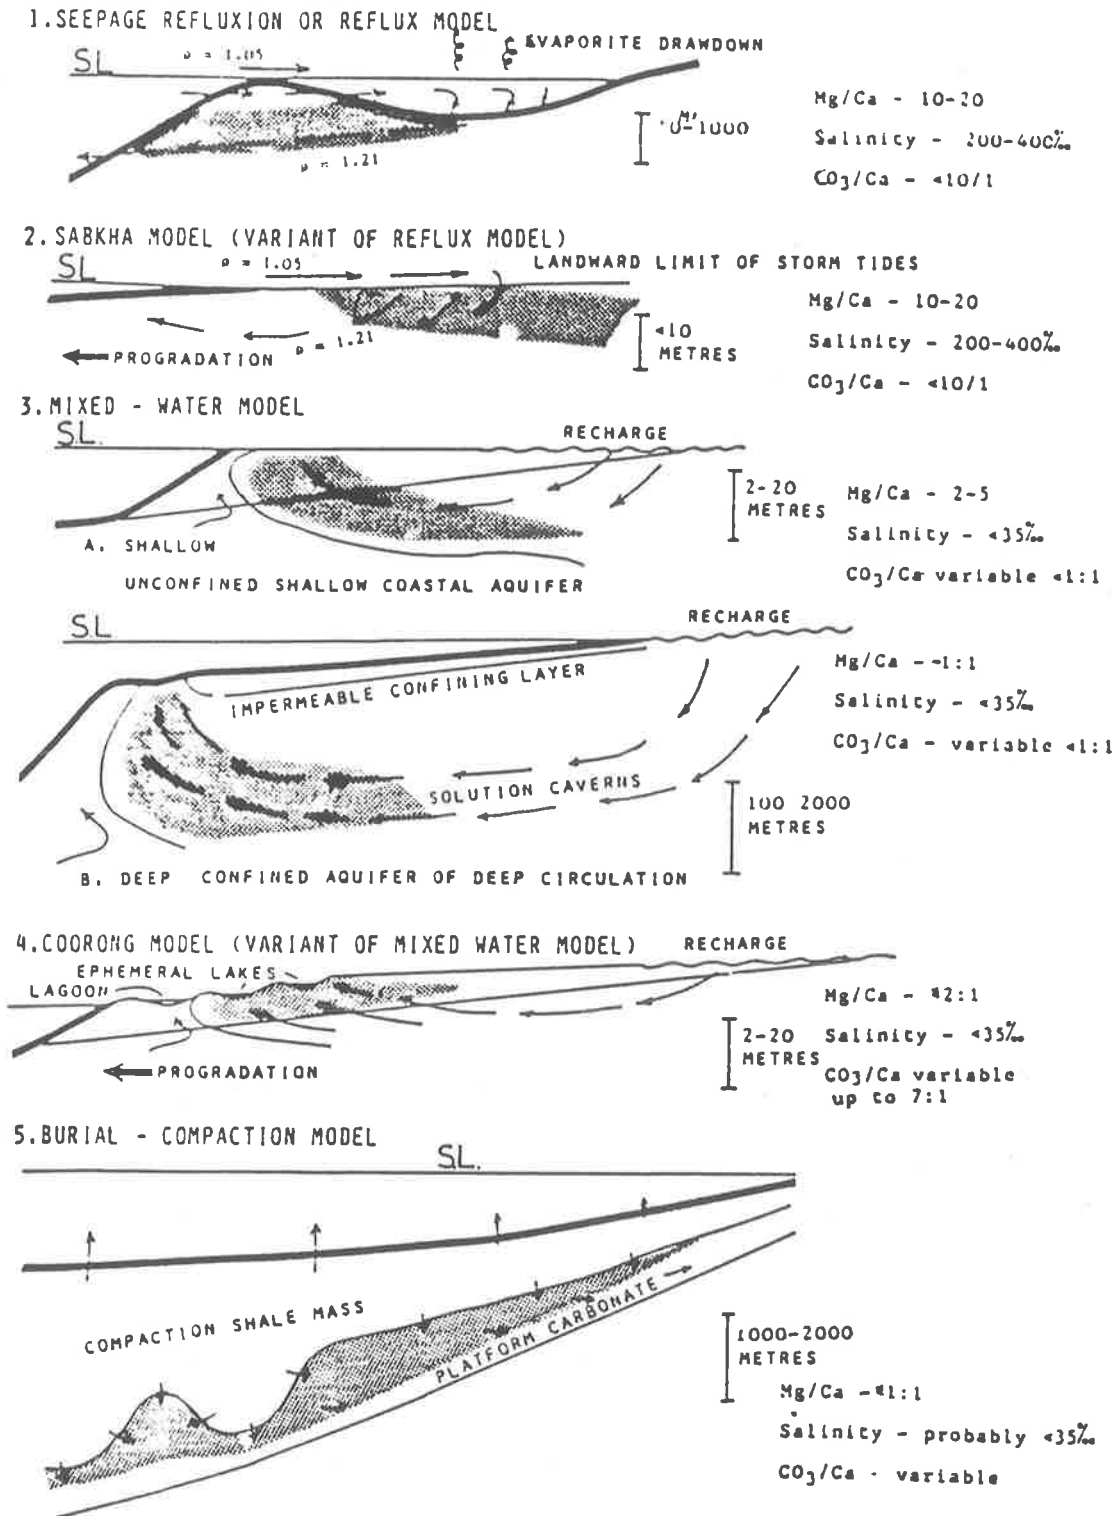 1.SEEPAGE REFLUXION OR REFLUX MODEL
ρ = 1.05
EVAPORITE DRAWDOWN
SL
Mg/Ca - 10-20
Salinity - 200-400‰
CO3/Ca - <10/1
ρ = 1.21
2.SABKHA MODEL (VARIANT OF REFLUX MODEL)
SL
ρ = 1.05
LANDWARD LIMIT OF STORM TIDES
Mg/Ca - 10-20
<10
METRES
Salinity - 200-400‰
CO3/Ca - <10/1
PROGRADATION
ρ = 1.21
3.MIXED - WATER MODEL
S.L.
RECHARGE
2-20
METRES
Mg/Ca - 2-5
Salinity - <35‰
CO3/Ca variable <1:1
A. SHALLOW
UNCONFINED SHALLOW COASTAL AQUIFER
S.L
RECHARGE
IMPERMEABLE CONFINING LAYER
Mg/Ca - ~1:1
Salinity - <35‰
CO3/Ca - variable <1:1
SOLUTION CAVERNS
100 2000
METRES
B. DEEP CONFINED AQUIFER OF DEEP CIRCULATION
4.COORONG MODEL (VARIANT OF MIXED WATER MODEL)
RECHARGE
EPHEMERAL LAKES
LAGOON
2-20
METRES
Mg/Ca - 2:1
Salinity - <35‰
CO3/Ca variable
up to 7:1
PROGRADATION
5.BURIAL - COMPACTION MODEL
S.L.
COMPACTION SHALE MASS
PLATFORM CARBONATE
1000-2000
METRES
Mg/Ca - 1:1
Salinity - probably <35‰
CO3/Ca - variable